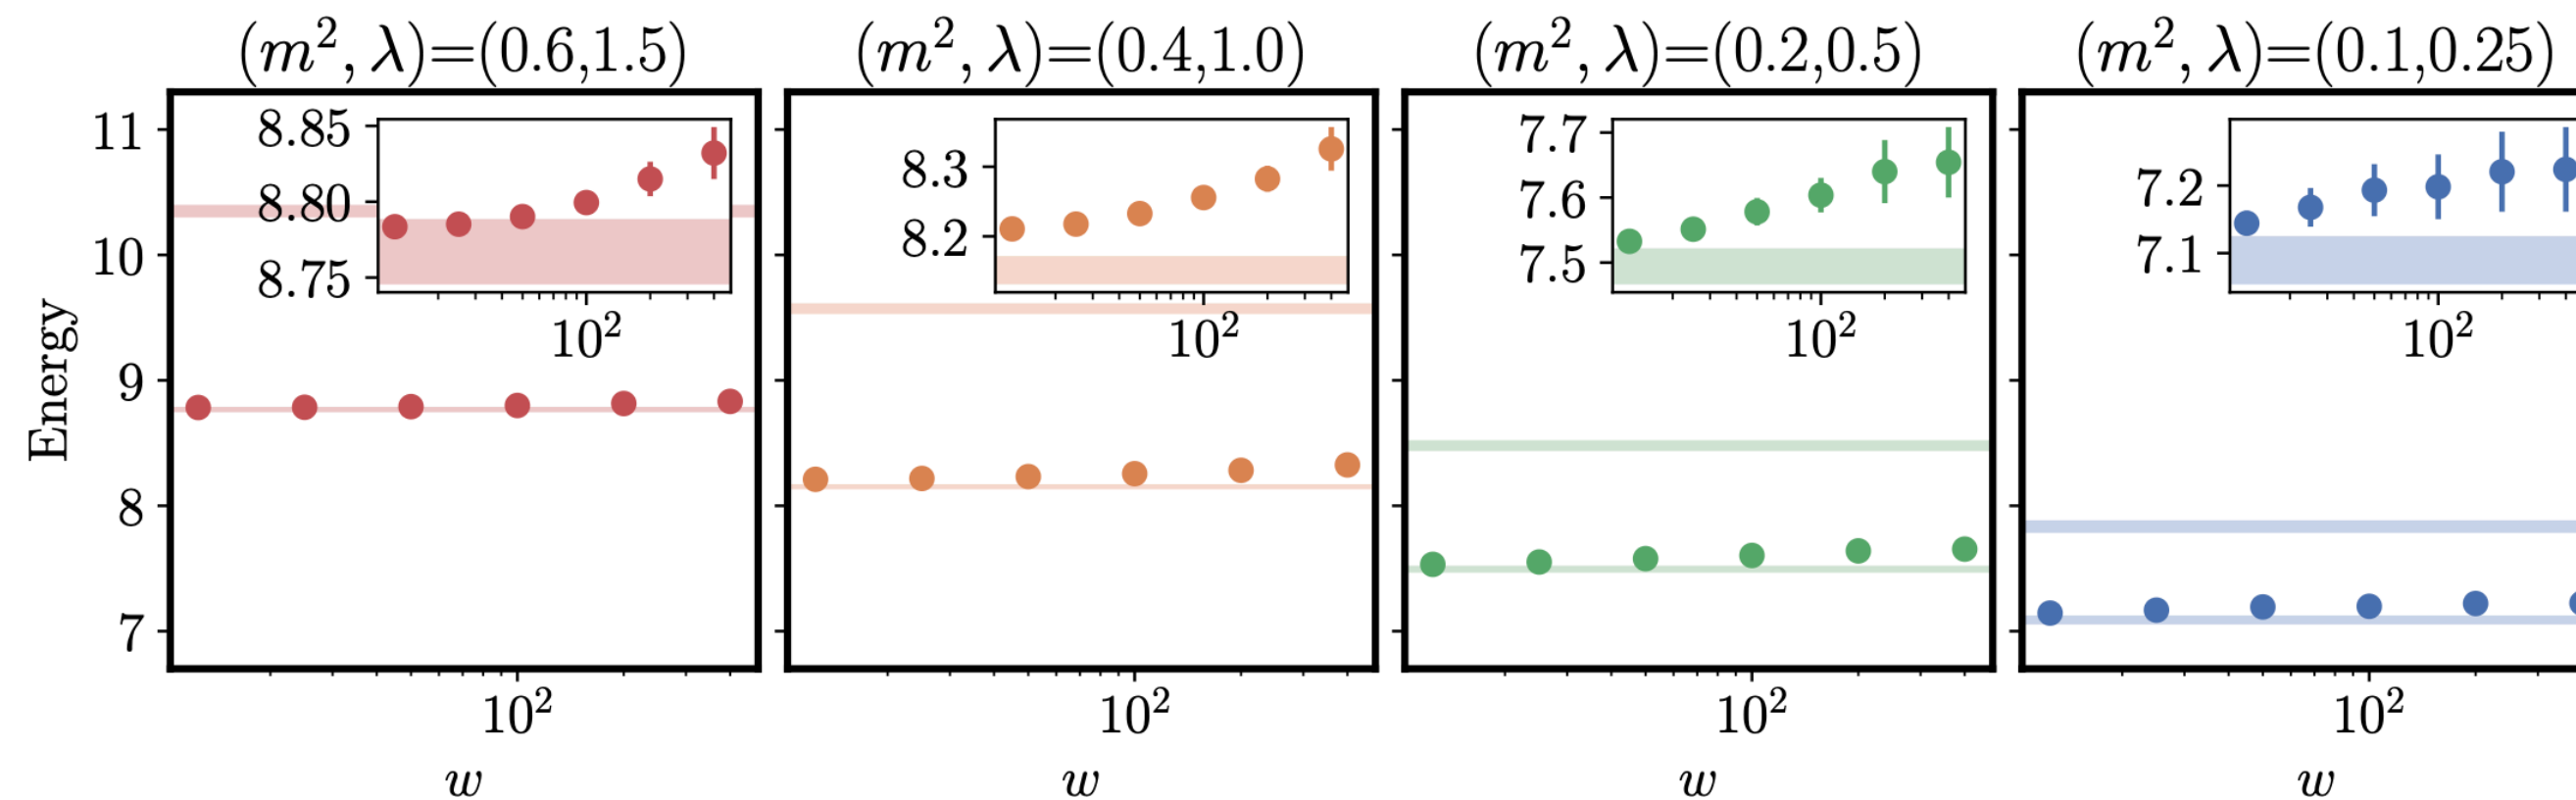 (m², λ)=(0.6,1.5)
(m², λ)=(0.4,1.0)
(m², λ)=(0.2,0.5)
(m², λ)=(0.1,0.25)
Energy
11
10
9
8
7
8.85
8.80
8.75
10²
10²
w
8.3
8.2
10²
10²
w
7.7
7.6
7.5
10²
10²
w
7.2
7.1
10²
10²
w